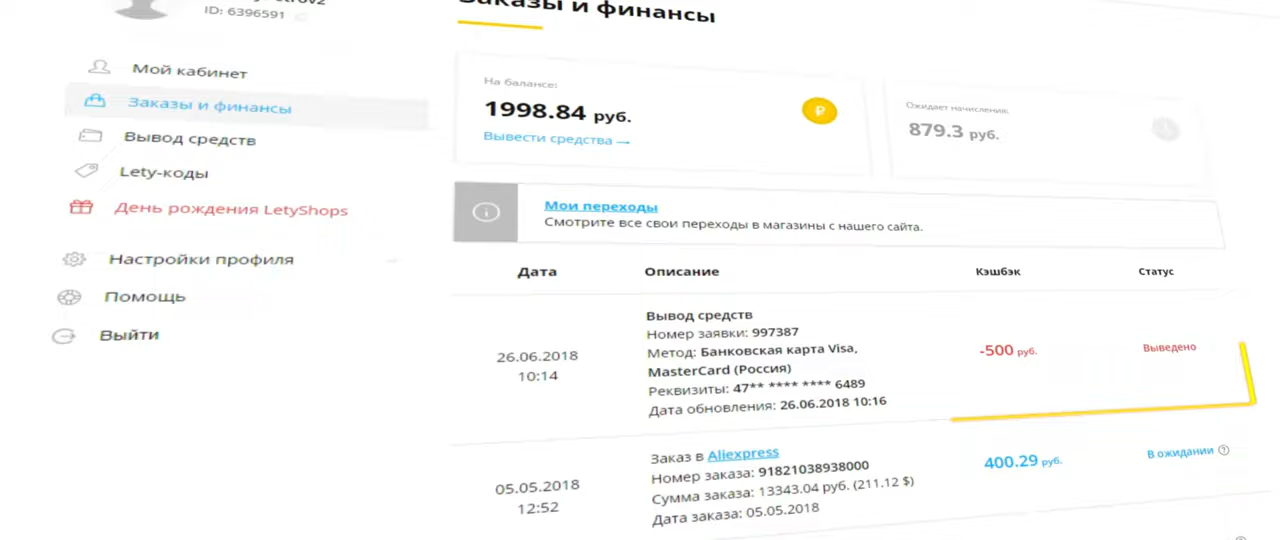 ID: 6396591
Заказы и финансы
Мой кабинет
Заказы и финансы
Вывод средств
Lety-коды
День рождения LetyShops
Настройки профиля
Помощь
Выйти
На балансе:
1998.84 руб.
Вывести средства →
Ожидает начисления:
879.3 руб.
Мои переходы
Смотрите все свои переходы в магазины с нашего сайта.
Дата Описание Кэшбэк Статус
26.06.2018
10:14
Вывод средств
Номер заявки: 997387
Метод: Банковская карта Visa,
MasterCard (Россия)
Реквизиты: 47** **** **** 6489
Дата обновления: 26.06.2018 10:16
-500 руб.
Выведено
05.05.2018
12:52
Заказ в Aliexpress
Номер заказа: 91821038938000
Сумма заказа: 13343.04 руб. (211.12 $)
Дата заказа: 05.05.2018
400.29 руб.
В ожидании